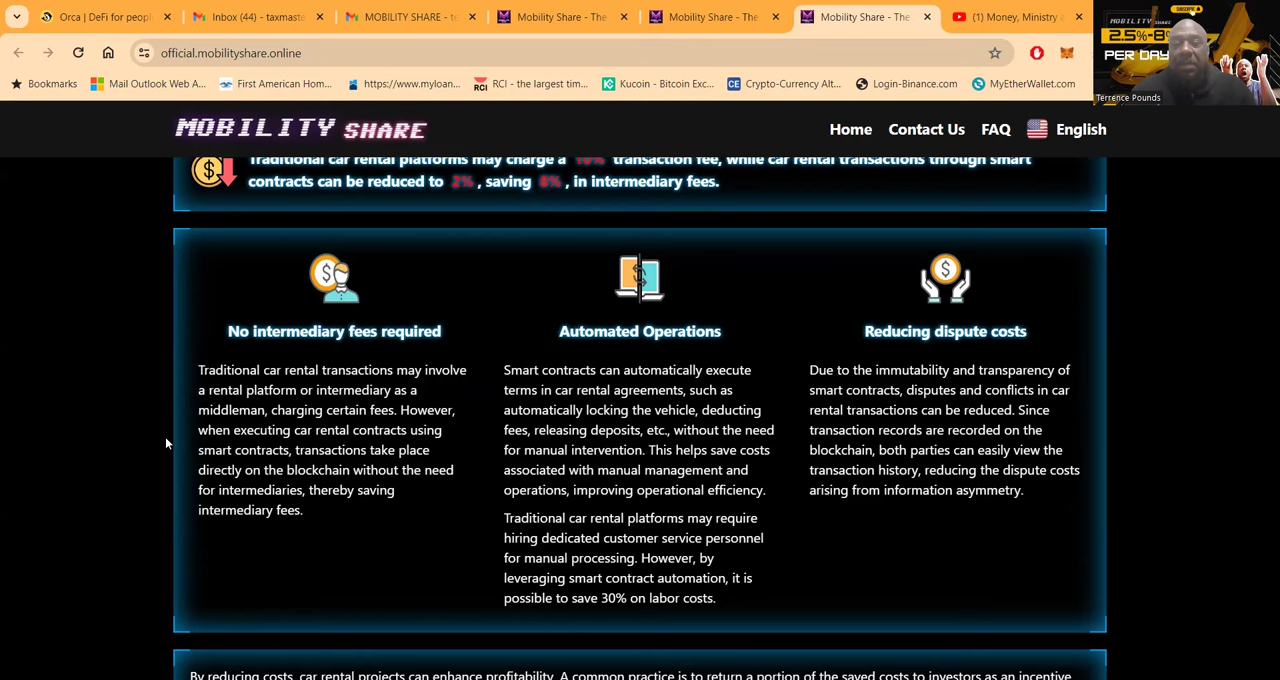 Orca | DeFi for peopl
Inbox (44) - taxmaste
MOBILITY SHARE - te
Mobility Share - The
Mobility Share - The
Mobility Share - The
(1) Money, Ministry
official.mobilityshare.online
Bookmarks
Mail Outlook Web A...
First American Hom...
https://www.myloan...
RCI
RCI - the largest tim...
Kucoin - Bitcoin Exc...
CE
Crypto-Currency Alt...
Login-Binance.com
MyEtherWallet.com
MOBILITY SHARE
2.5%-8%
PER DAY
Terrence Pounds
MOBILITY SHARE
Home
Contact Us
FAQ
English
Traditional car rental platforms may charge a 10% transaction fee, while car rental transactions through smart
contracts can be reduced to 2% , saving 8% , in intermediary fees.
No intermediary fees required
Traditional car rental transactions may involve
a rental platform or intermediary as a
middleman, charging certain fees. However,
when executing car rental contracts using
smart contracts, transactions take place
directly on the blockchain without the need
for intermediaries, thereby saving
intermediary fees.
Automated Operations
Smart contracts can automatically execute
terms in car rental agreements, such as
automatically locking the vehicle, deducting
fees, releasing deposits, etc., without the need
for manual intervention. This helps save costs
associated with manual management and
operations, improving operational efficiency.
Traditional car rental platforms may require
hiring dedicated customer service personnel
for manual processing. However, by
leveraging smart contract automation, it is
possible to save 30% on labor costs.
Reducing dispute costs
Due to the immutability and transparency of
smart contracts, disputes and conflicts in car
rental transactions can be reduced. Since
transaction records are recorded on the
blockchain, both parties can easily view the
transaction history, reducing the dispute costs
arising from information asymmetry.
By reducing costs, car rental projects can enhance profitability. A common practice is to return a portion of the saved costs to investors as an incentive